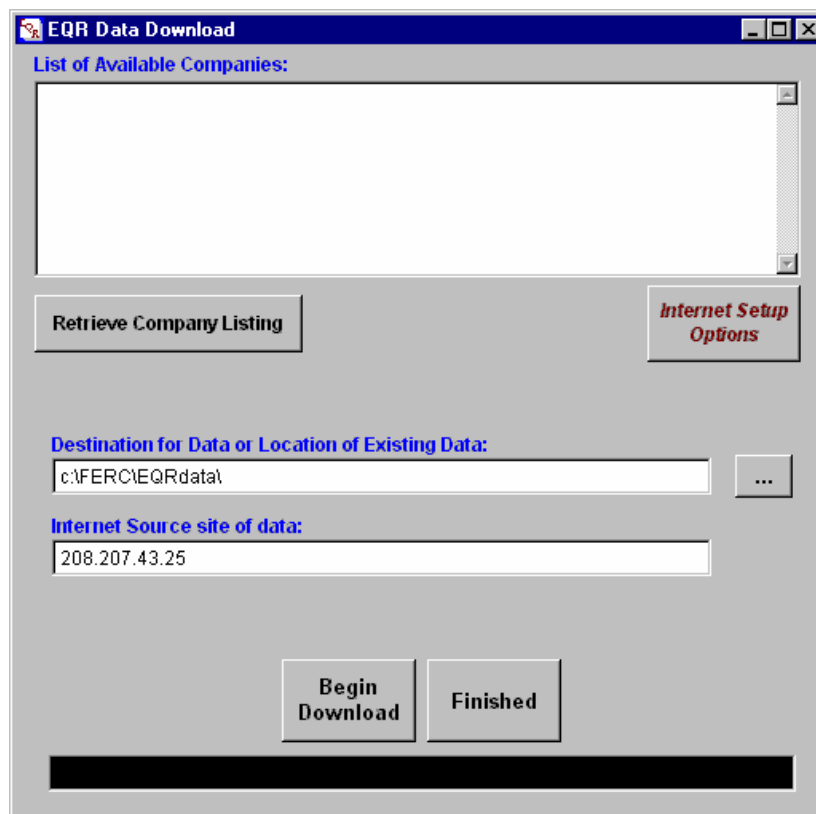 EQR Data Download
List of Available Companies:
Retrieve Company Listing
Internet Setup
Options
Destination for Data or Location of Existing Data:
c:\FERC\EQRdata\
...
Internet Source site of data:
208.207.43.25
Begin
Download
Finished